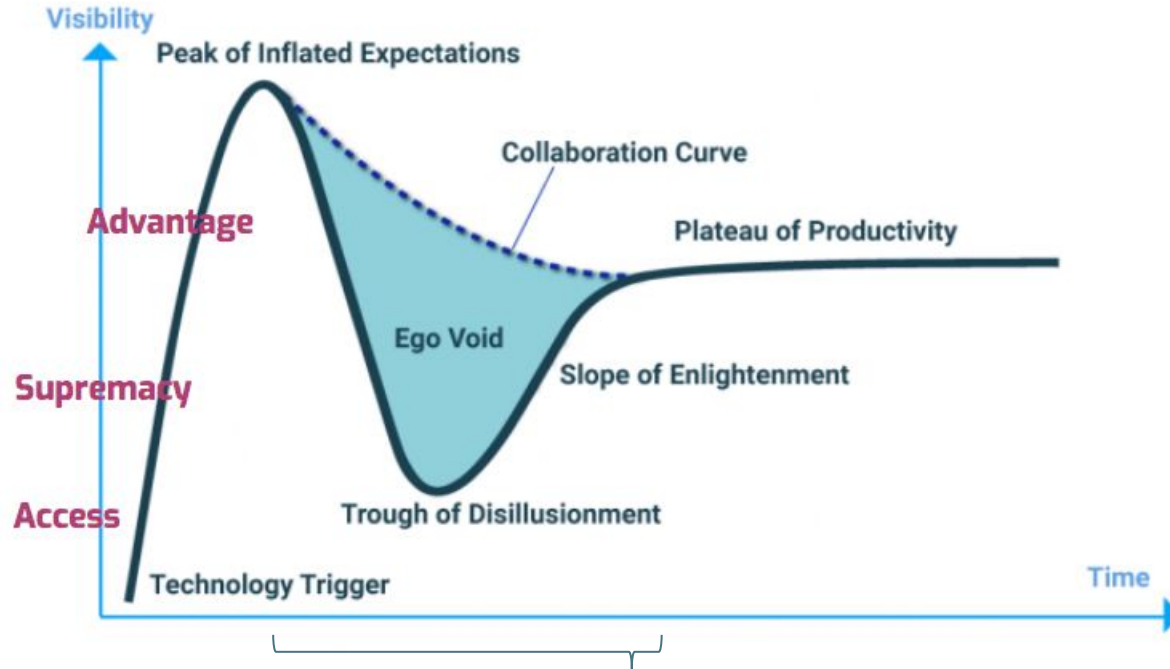 Visibility
Peak of Inflated Expectations
Collaboration Curve
Advantage
Plateau of Productivity
Ego Void
Slope of Enlightenment
Supremacy
Access
Trough of Disillusionment
Technology Trigger
Time